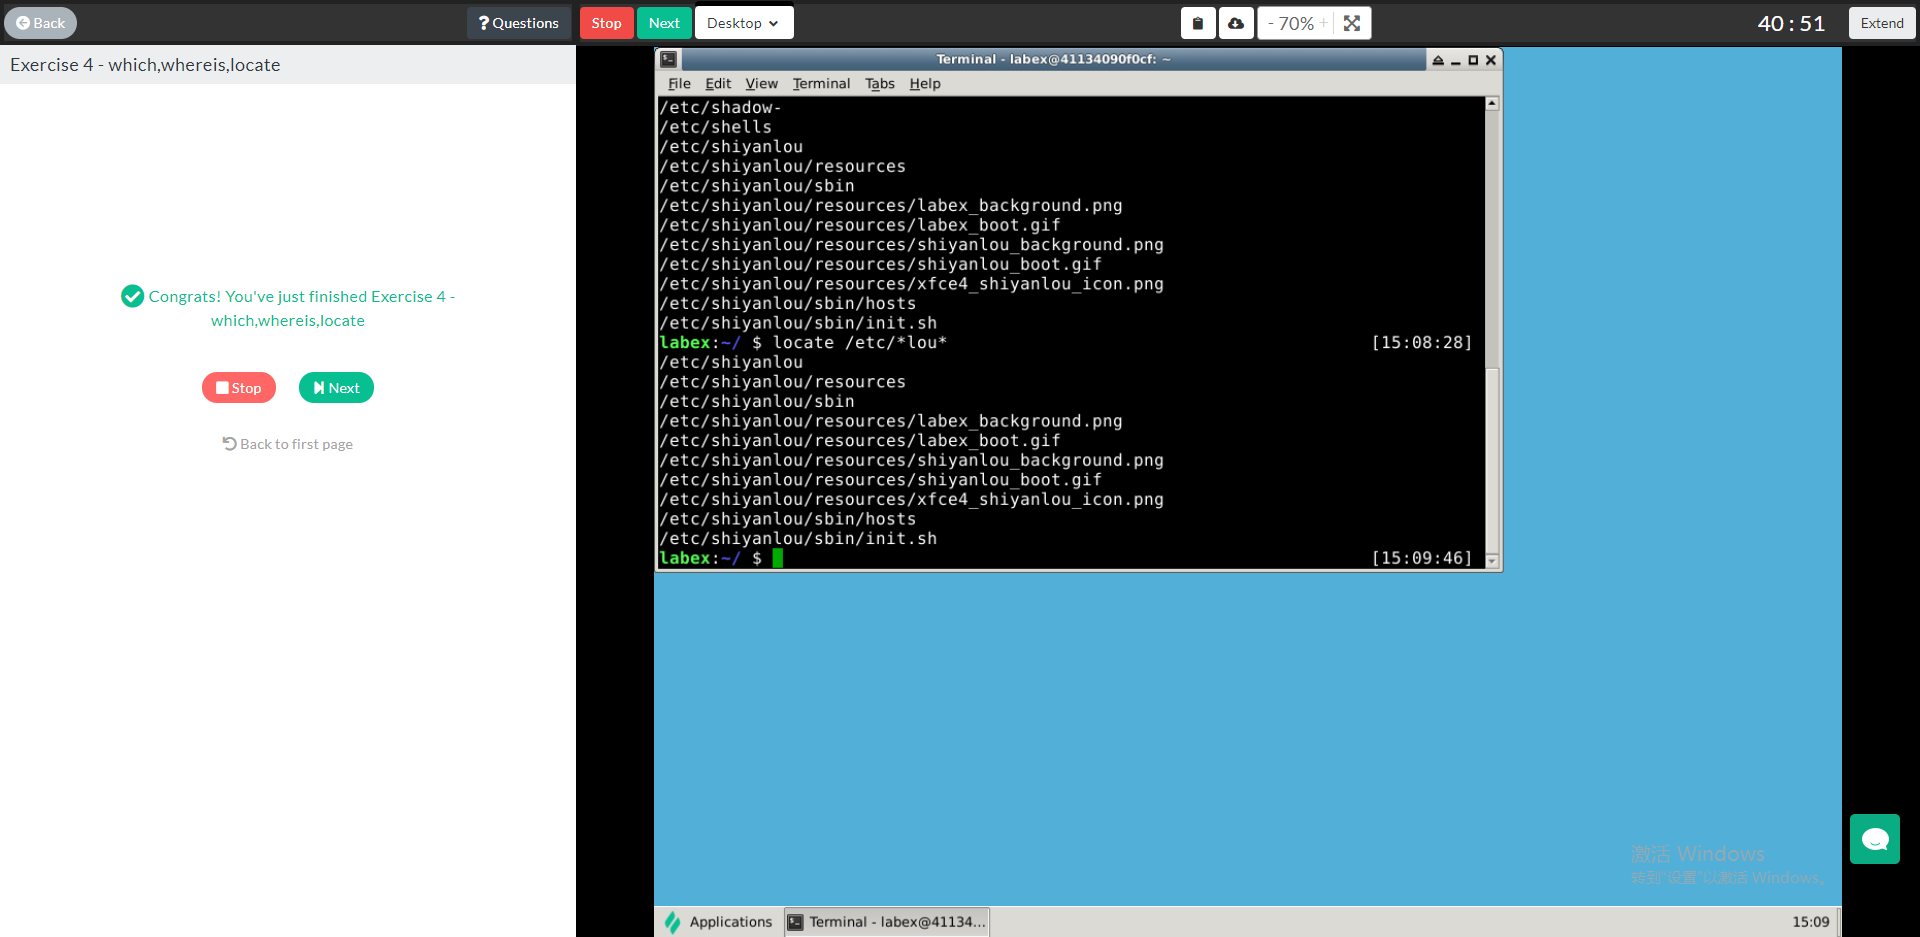 Back
Questions
Stop
Next
Desktop
- 70% +
40 : 51
Extend
Exercise 4 - which,whereis,locate
Congrats! You've just finished Exercise 4 -
which,whereis,locate
Stop
Next
Back to first page
Terminal - labex@41134090f0cf: ~
File Edit View Terminal Tabs Help
/etc/shadow-
/etc/shells
/etc/shiyanlou
/etc/shiyanlou/resources
/etc/shiyanlou/sbin
/etc/shiyanlou/resources/labex_background.png
/etc/shiyanlou/resources/labex_boot.gif
/etc/shiyanlou/resources/shiyanlou_background.png
/etc/shiyanlou/resources/shiyanlou_boot.gif
/etc/shiyanlou/resources/xfce4_shiyanlou_icon.png
/etc/shiyanlou/sbin/hosts
/etc/shiyanlou/sbin/init.sh
labex:~/ $ locate /etc/*lou* [15:08:28]
/etc/shiyanlou
/etc/shiyanlou/resources
/etc/shiyanlou/sbin
/etc/shiyanlou/resources/labex_background.png
/etc/shiyanlou/resources/labex_boot.gif
/etc/shiyanlou/resources/shiyanlou_background.png
/etc/shiyanlou/resources/shiyanlou_boot.gif
/etc/shiyanlou/resources/xfce4_shiyanlou_icon.png
/etc/shiyanlou/sbin/hosts
/etc/shiyanlou/sbin/init.sh
labex:~/ $ [15:09:46]
激活 Windows
转到"设置"以激活 Windows。
Applications
Terminal - labex@41134...
15:09